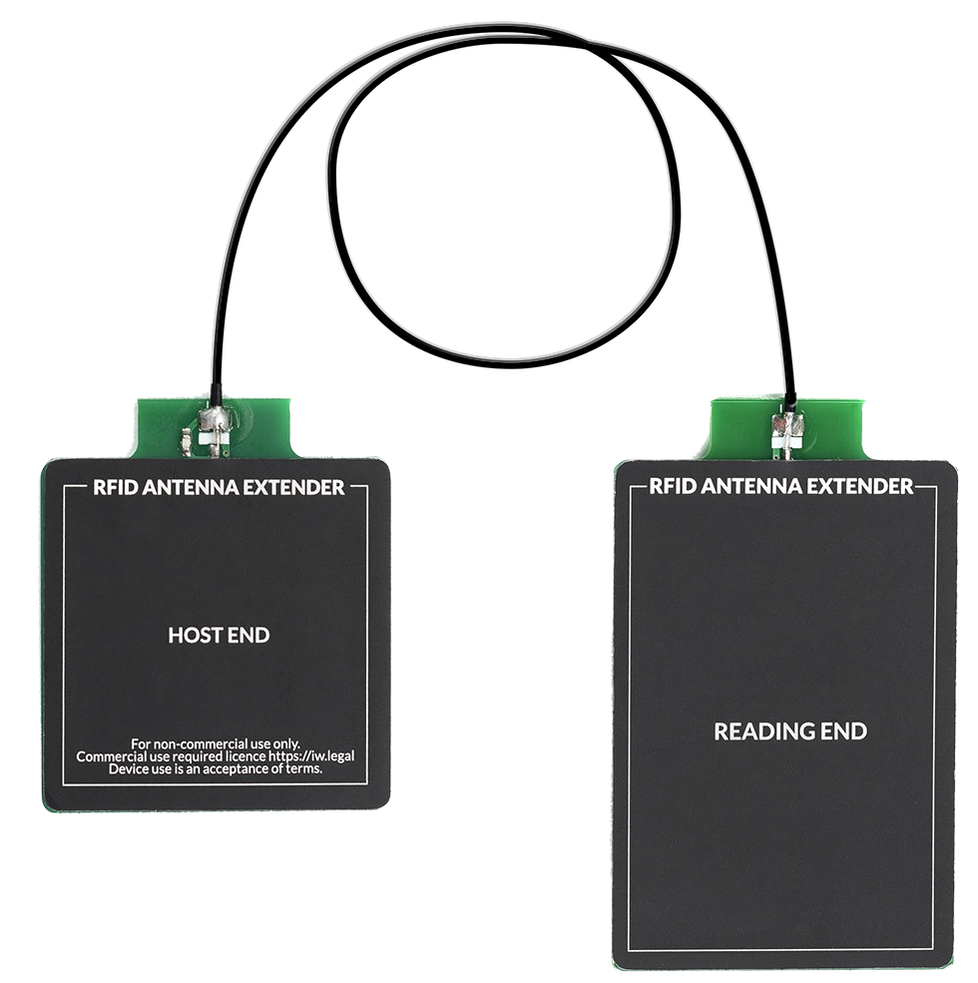 RFID ANTENNA EXTENDER
HOST END
For non-commercial use only.
Commercial use required licence https://iw.legal
Device use is an acceptance of terms.
RFID ANTENNA EXTENDER
READING END